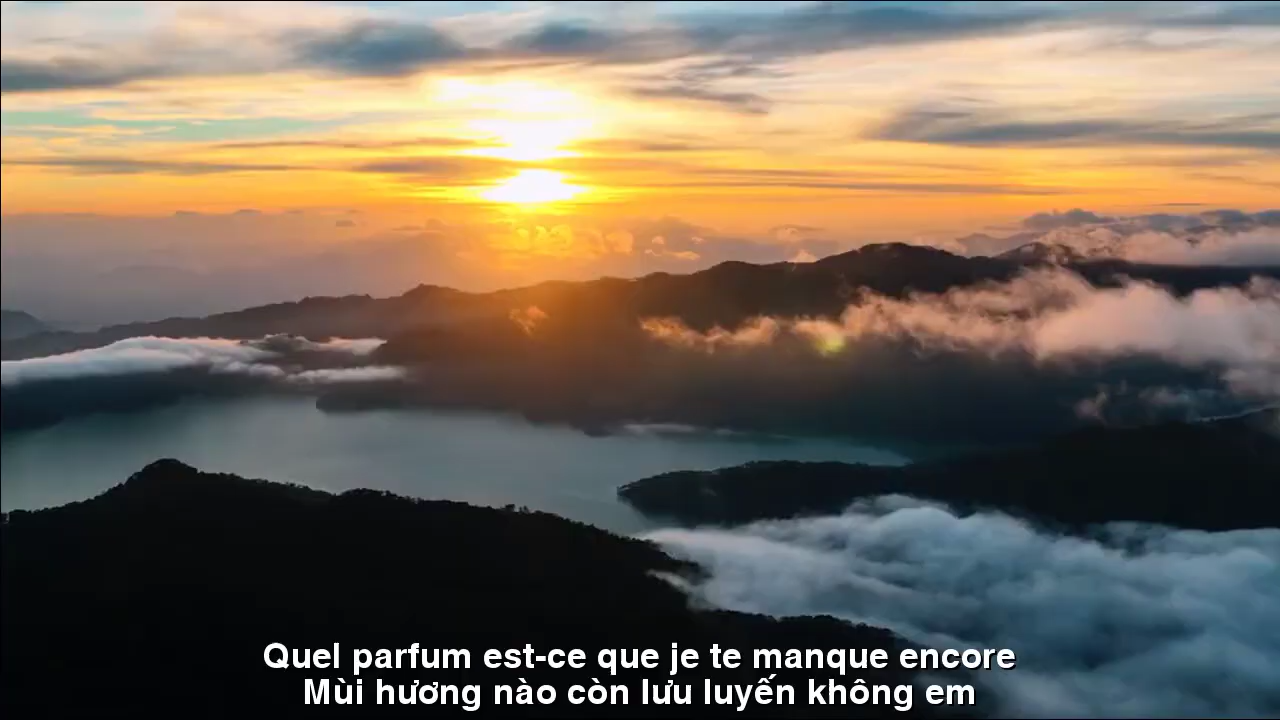 Quel parfum est-ce que je te manque encore
Mùi hương nào còn lưu luyến không em